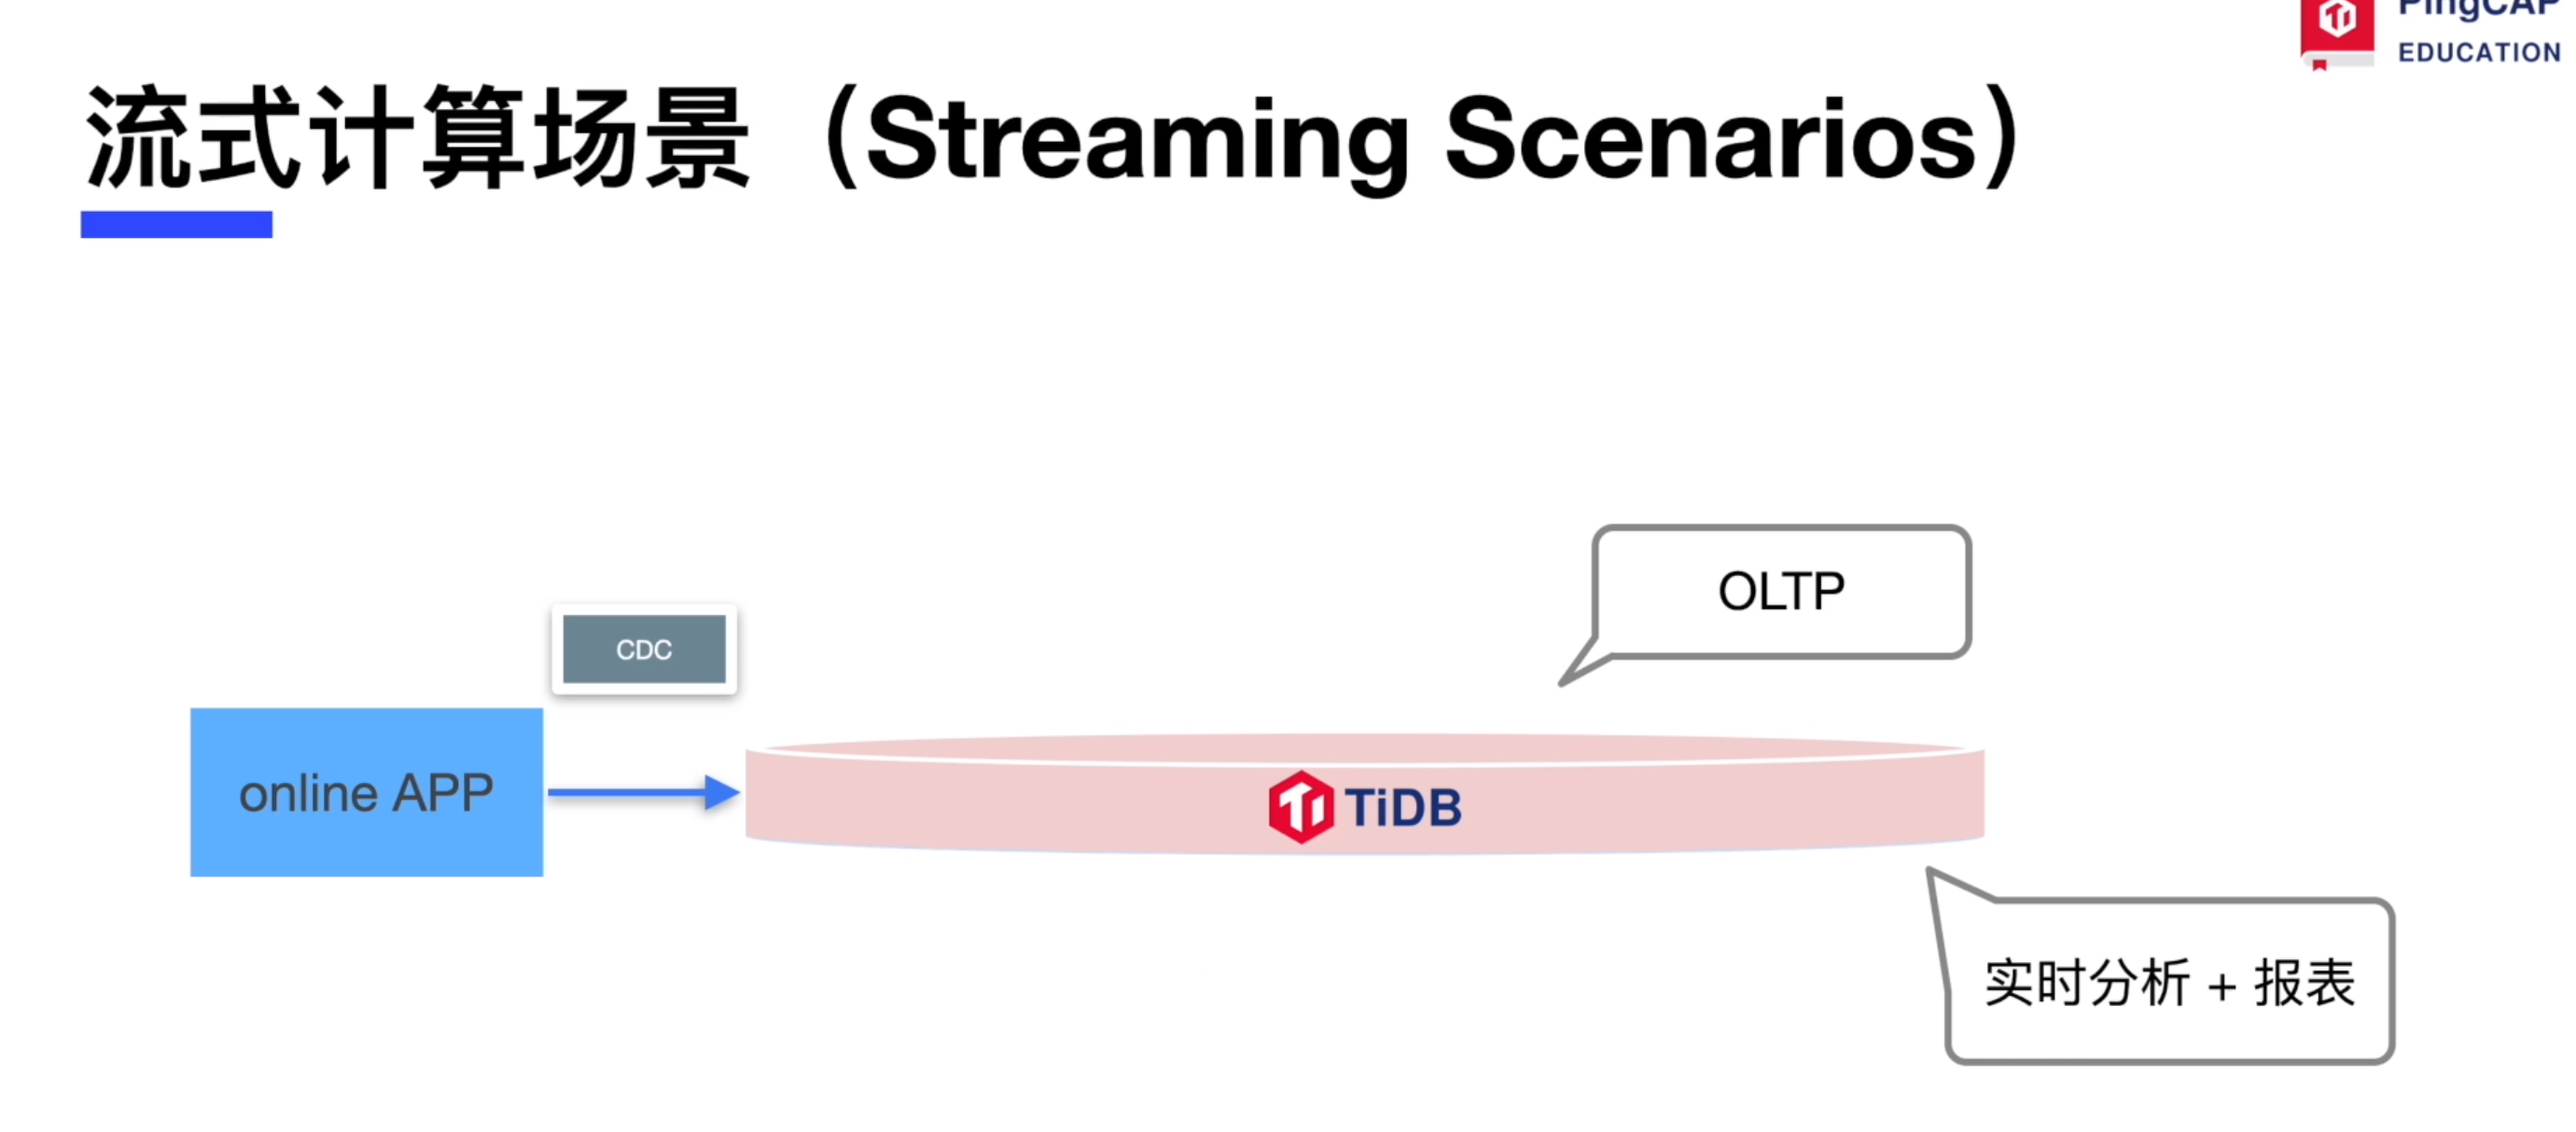 PingCAP
EDUCATION
流式计算场景（Streaming Scenarios）
OLTP
CDC
online APP
TiDB
实时分析 + 报表